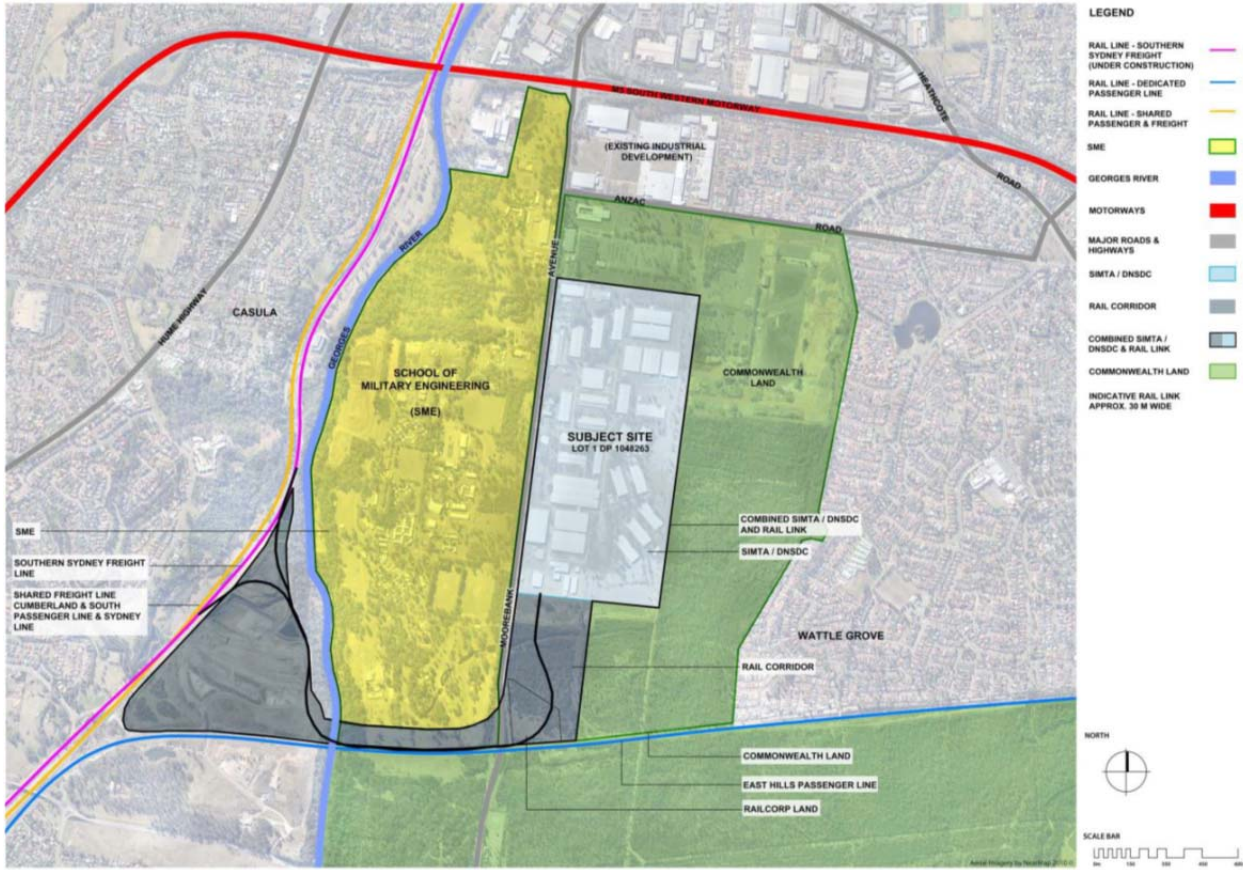 LEGEND
RAIL LINE - SOUTHERN
SYDNEY FREIGHT
(UNDER CONSTRUCTION)
RAIL LINE - DEDICATED
PASSENGER LINE
RAIL LINE - SHARED
PASSENGER & FREIGHT
SME
GEORGES RIVER
MOTORWAYS
MAJOR ROADS &
HIGHWAYS
SIMTA / DNSDC
RAIL CORRIDOR
COMBINED SIMTA /
DNSDC & RAIL LINK
COMMONWEALTH LAND
INDICATIVE RAIL LINK
APPROX. 30 M WIDE
M5 SOUTH WESTERN MOTORWAY
HEATHCOTE
ROAD
(EXISTING INDUSTRIAL
DEVELOPMENT)
ANZAC
ROAD
RIVER
AVENUE
HUME HIGHWAY
CASULA
GEORGES
SCHOOL OF
MILITARY ENGINEERING
(SME)
COMMONWEALTH
LAND
SUBJECT SITE
LOT 1 DP 1048263
SME
SOUTHERN SYDNEY FREIGHT
LINE
SHARED FREIGHT LINE
CUMBERLAND & SOUTH
PASSENGER LINE & SYDNEY
LINE
COMBINED SIMTA / DNSDC
AND RAIL LINK
SIMTA / DNSDC
MOOREBANK
WATTLE GROVE
RAIL CORRIDOR
COMMONWEALTH LAND
EAST HILLS PASSENGER LINE
RAILCORP LAND
NORTH
SCALE BAR
0m 150 300 450 600